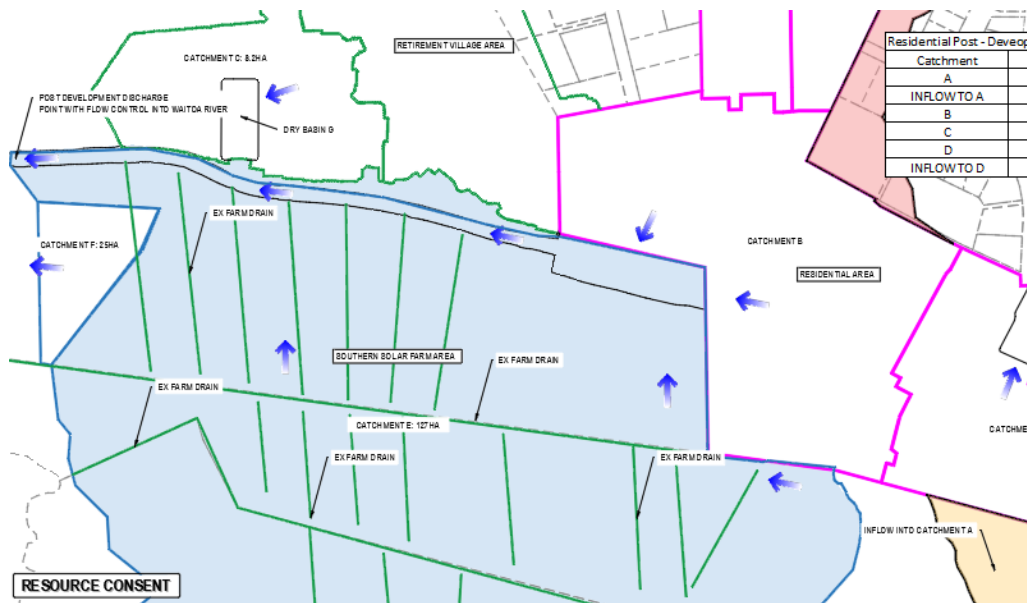 CATCHMENT C: 8.2HA
RETIREMENT VILLAGE AREA
Residential Post - Deveop
Catchment
A
INFLOW TO A
B
C
D
INFLOW TO D
POST DEVELOPMENT DISCHARGE
POINT WITH FLOW CONTROL INTO WAITOA RIVER
DRY BASIN G
EX FARM DRAIN
CATCHMENT F: 25HA
CATCHMENT B
RESIDENTIAL AREA
SOUTHERN SOLAR FARM AREA
EX FARM DRAIN
EX FARM DRAIN
CATCHMENT E: 127HA
CATCHME
EX FARM DRAIN
EX FARM DRAIN
INFLOW INTO CATCHMENT A
RESOURCE CONSENT